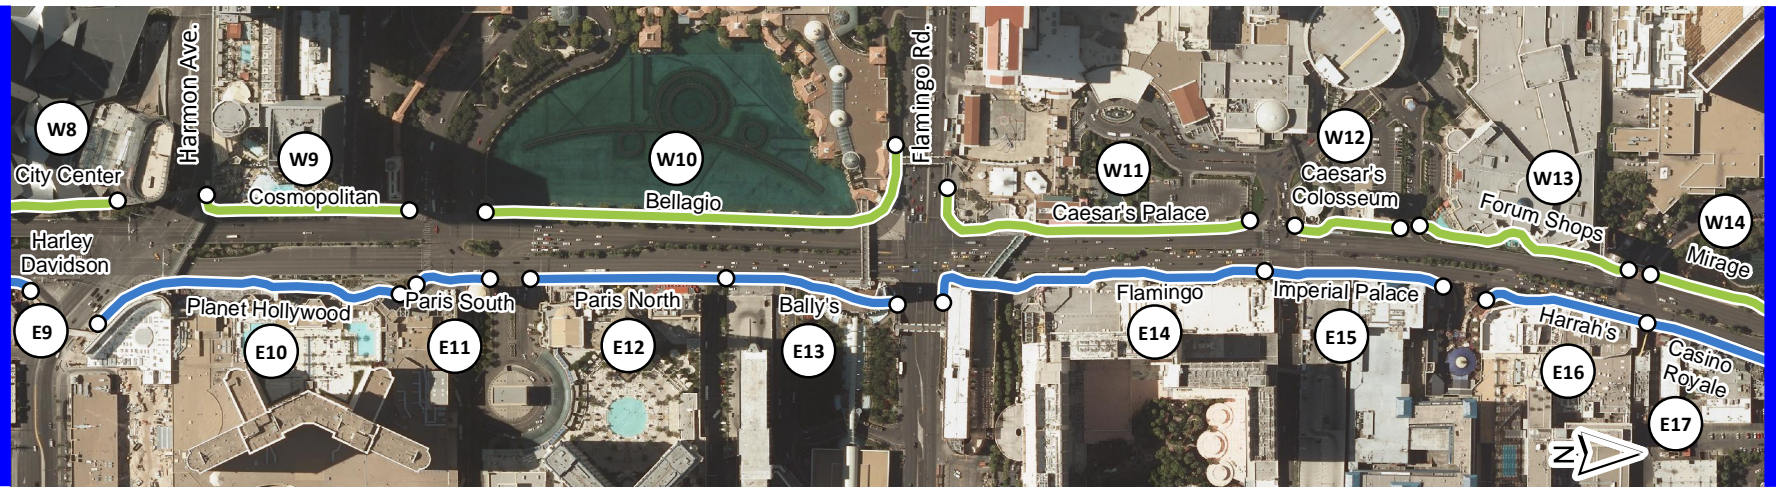 Harmon Ave.
Flamingo Rd.
W8
City Center
W9
Cosmopolitan
W10
Bellagio
W11
Caesar's Palace
W12
Caesar's
Colosseum
W13
Forum Shops
W14
Mirage
Harley
Davidson
E9
Planet Hollywood
E10
Paris South
E11
Paris North
E12
Bally's
E13
Flamingo
E14
Imperial Palace
E15
Harrah's
E16
Casino
Royale
E17
N